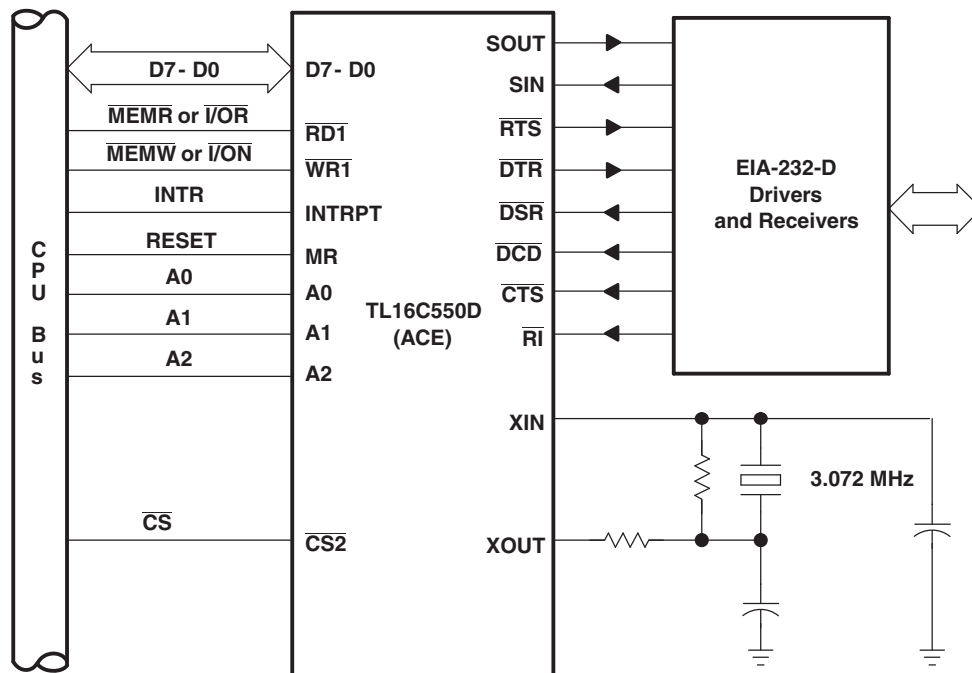 CPU Bus
D7- D0
MEMR or I/OR
MEMW or I/ON
INTR
RESET
A0
A1
A2
CS
D7- D0
RD1
WR1
INTRPT
MR
A0
A1
A2
CS2
TL16C550D
(ACE)
SOUT
SIN
RTS
DTR
DSR
DCD
CTS
RI
XIN
XOUT
EIA-232-D
Drivers
and Receivers
3.072 MHz